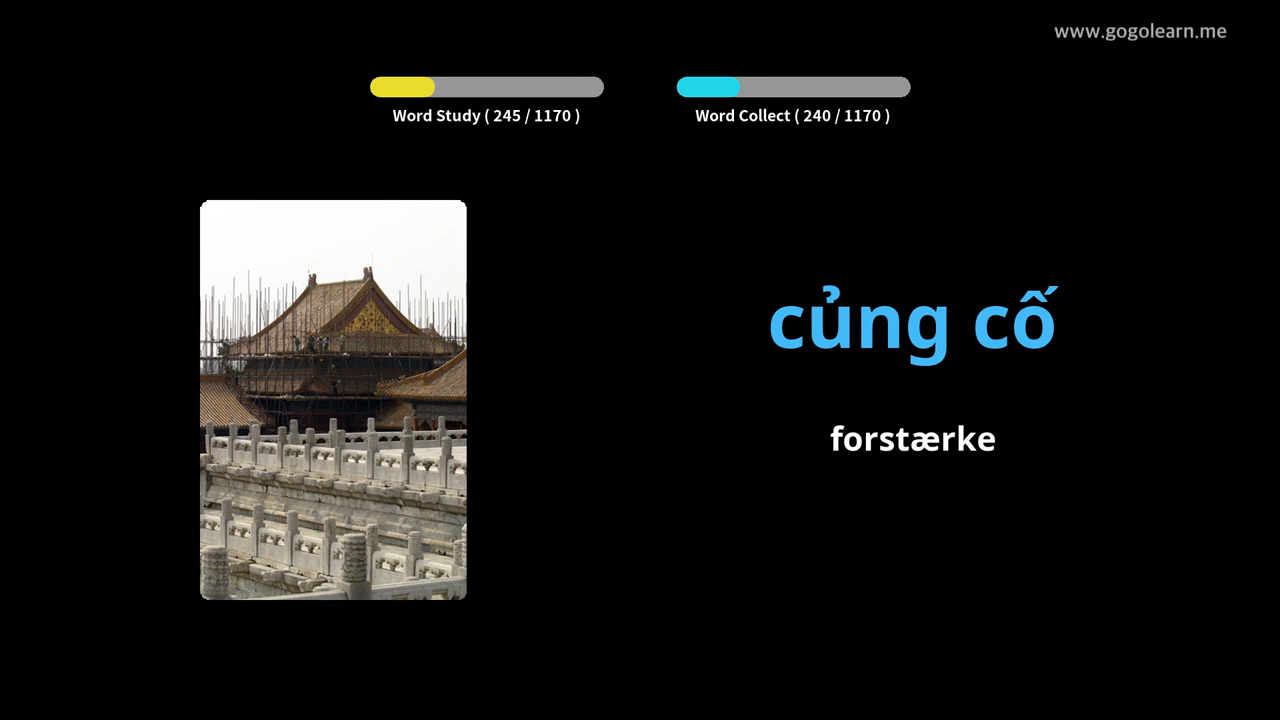 www.gogolearn.me
Word Study ( 245 / 1170 )
Word Collect ( 240 / 1170 )
củng cố
forstærke